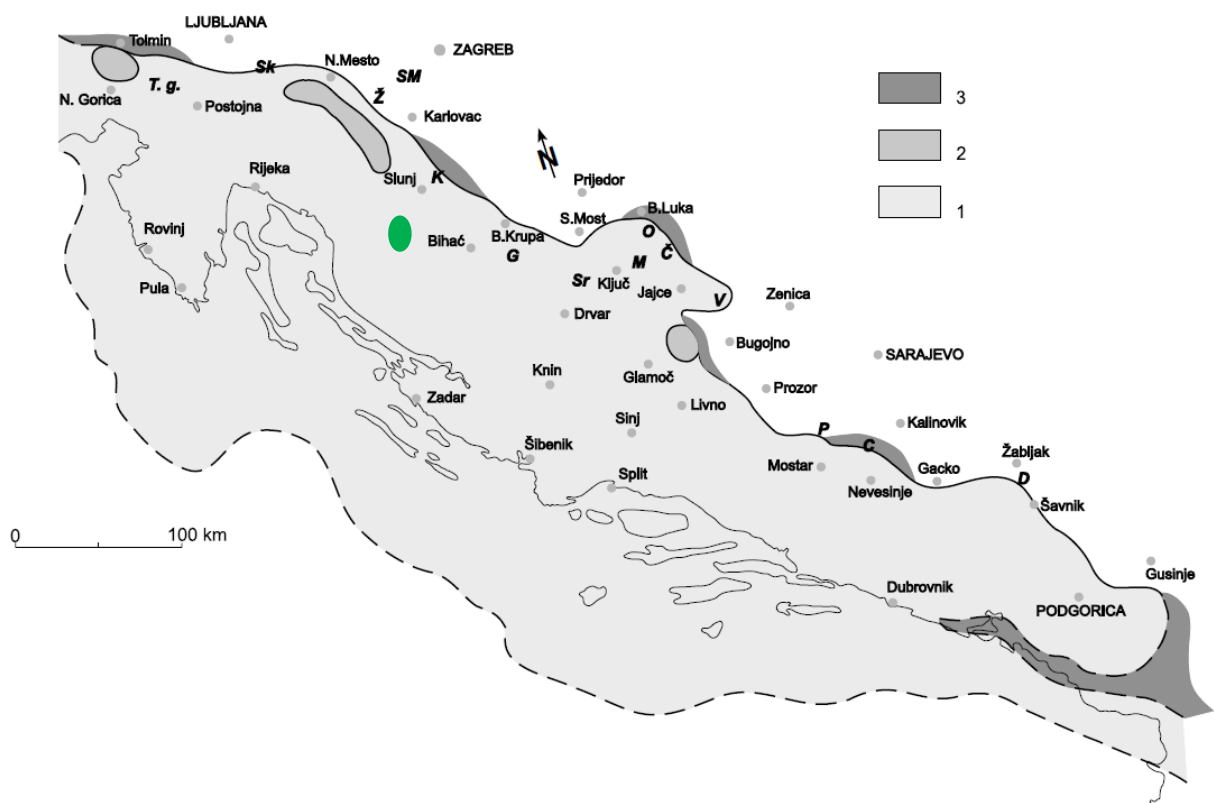 LJUBLJANA
Tolmin
Sk
N.Mesto
ZAGREB
SM
T. g.
Ž
N. Gorica
Postojna
Karlovac
3
2
1
N
Rijeka
Slunj
K
Prijedor
B.Luka
S.Most
Rovinj
Bihać
B.Krupa
G
O
Č
M
Sr
Ključ
Pula
Jajce
V
Zenica
Drvar
Bugojno
SARAJEVO
Knin
Glamoč
Prozor
Zadar
Livno
Sinj
P
Kalinovik
C
Šibenik
Mostar
Žabljak
Gacko
D
Split
Nevesinje
Šavnik
0
100 km
Gusinje
Dubrovnik
PODGORICA